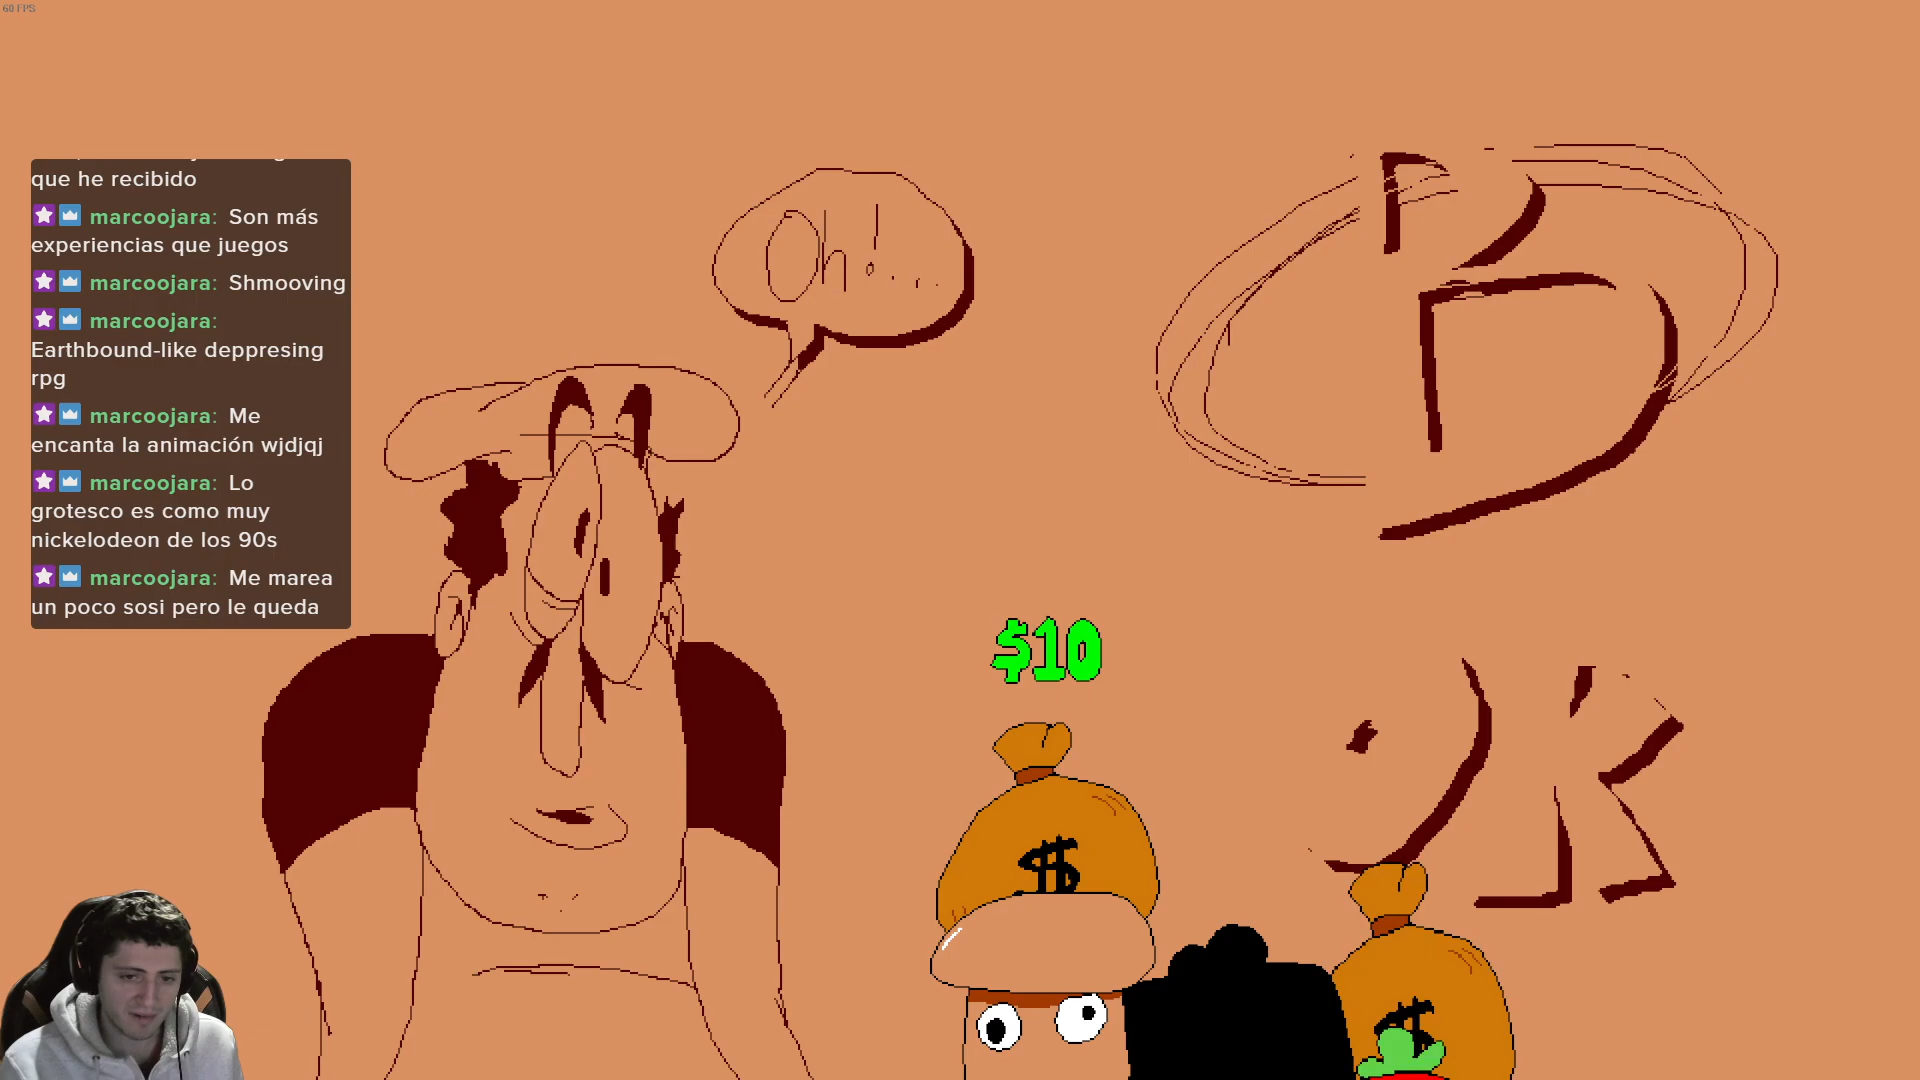 60 FPS
que he recibido
marcoojara: Son más
experiencias que juegos
marcoojara: Shmooving
marcoojara:
Earthbound-like deppresing
rpg
marcoojara: Me
encanta la animación wjdjqj
marcoojara: Lo
grotesco es como muy
nickelodeon de los 90s
marcoojara: Me marea
un poco sosi pero le queda
Oh!...
P
D
$10
$
$